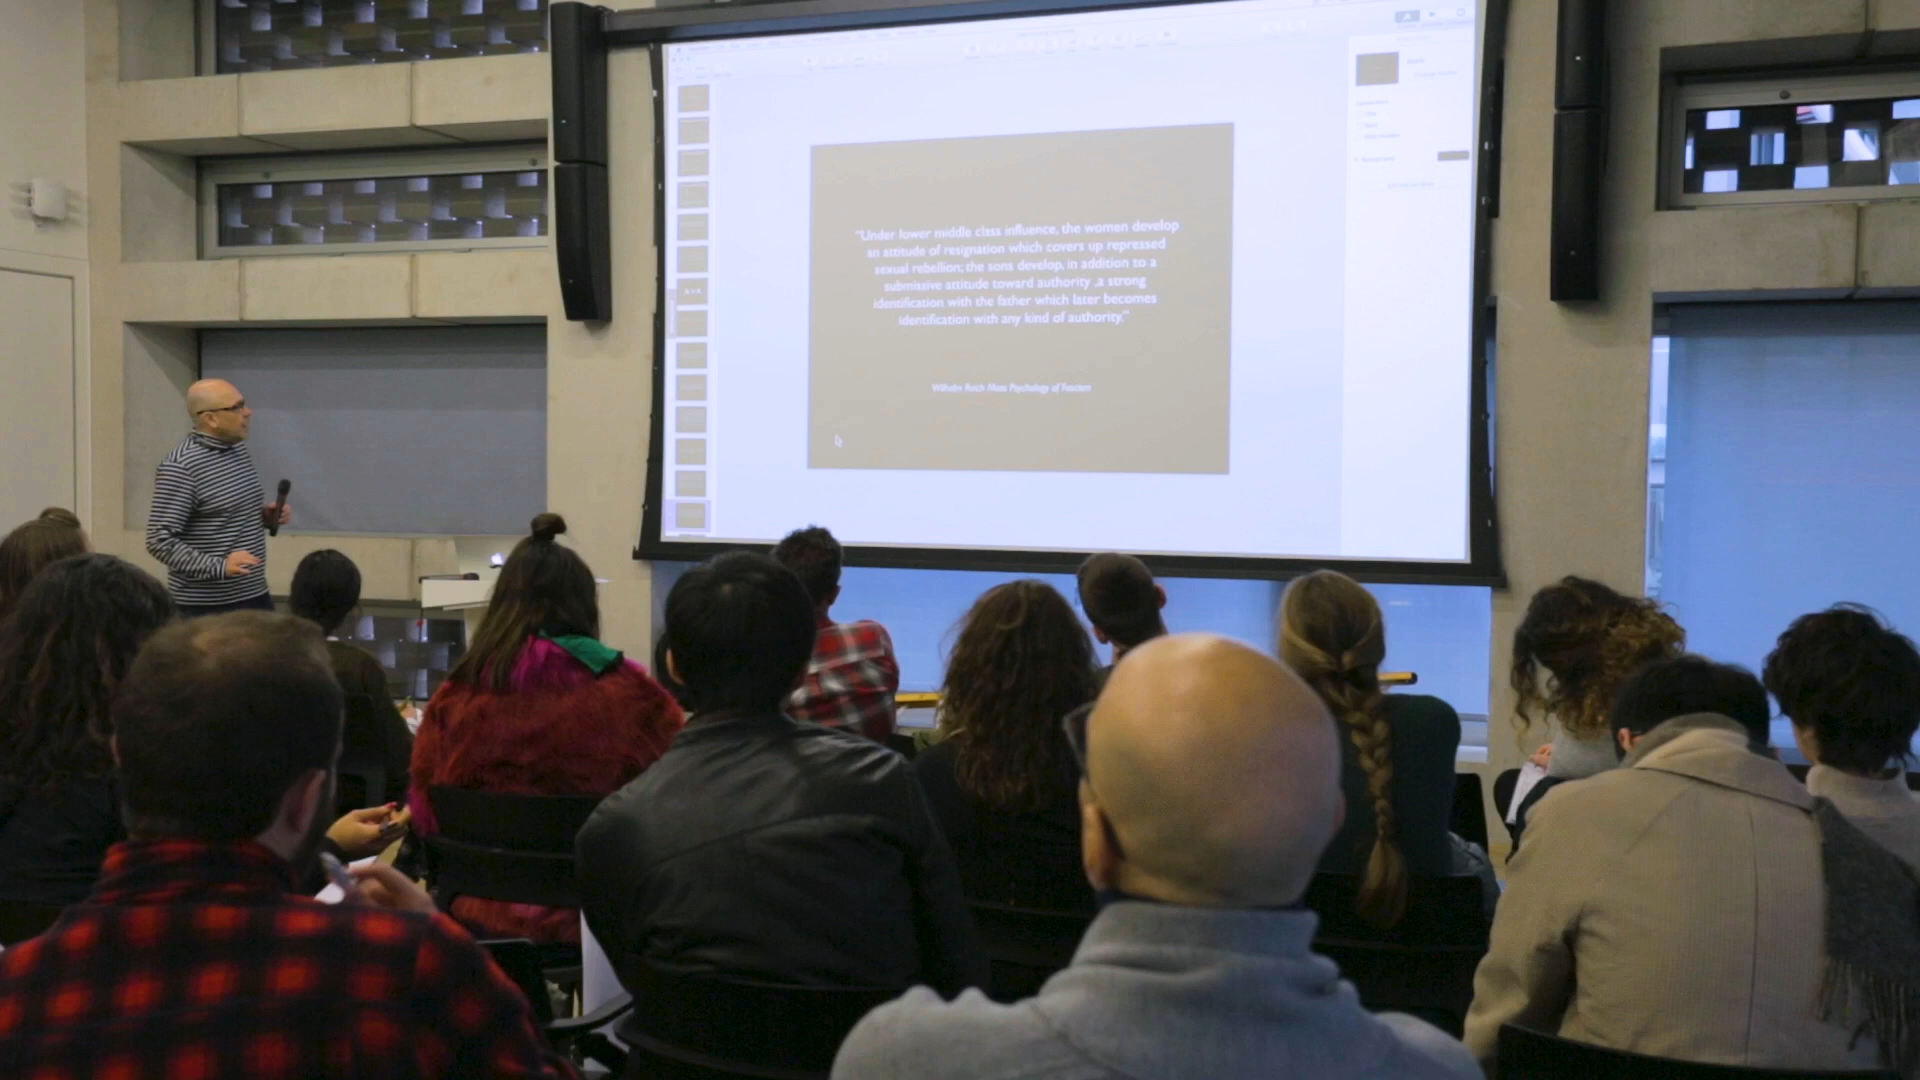 "Under lower middle class influence, the women develop
an attitude of resignation which covers up repressed
sexual rebellion; the sons develop, in addition to a
submissive attitude toward authority ,a strong
identification with the father which later becomes
identification with any kind of authority."
Wilhelm Reich Mass Psychology of Fascism